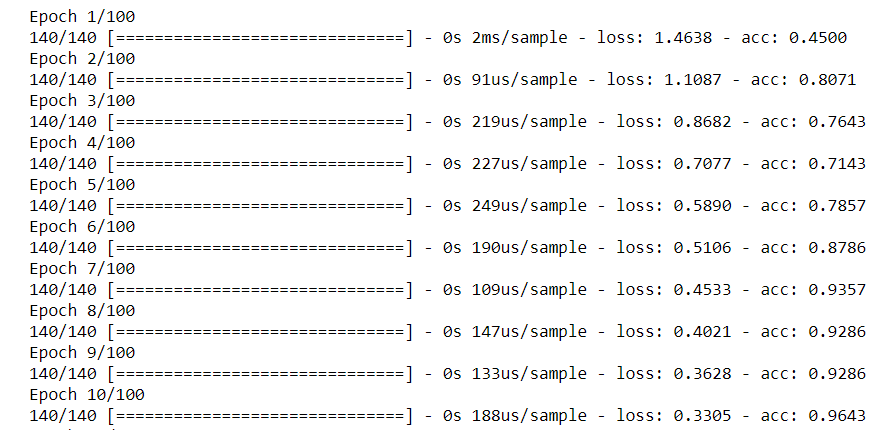 Epoch 1/100
140/140 [==============================] - 0s 2ms/sample - loss: 1.4638 - acc: 0.4500
Epoch 2/100
140/140 [==============================] - 0s 91us/sample - loss: 1.1087 - acc: 0.8071
Epoch 3/100
140/140 [==============================] - 0s 219us/sample - loss: 0.8682 - acc: 0.7643
Epoch 4/100
140/140 [==============================] - 0s 227us/sample - loss: 0.7077 - acc: 0.7143
Epoch 5/100
140/140 [==============================] - 0s 249us/sample - loss: 0.5890 - acc: 0.7857
Epoch 6/100
140/140 [==============================] - 0s 190us/sample - loss: 0.5106 - acc: 0.8786
Epoch 7/100
140/140 [==============================] - 0s 109us/sample - loss: 0.4533 - acc: 0.9357
Epoch 8/100
140/140 [==============================] - 0s 147us/sample - loss: 0.4021 - acc: 0.9286
Epoch 9/100
140/140 [==============================] - 0s 133us/sample - loss: 0.3628 - acc: 0.9286
Epoch 10/100
140/140 [==============================] - 0s 188us/sample - loss: 0.3305 - acc: 0.9643